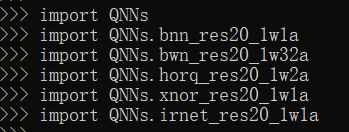 >>> import QNNs
>>> import QNNs.bnn_res20_1w1a
>>> import QNNs.bwn_res20_1w32a
>>> import QNNs.horq_res20_1w2a
>>> import QNNs.xnor_res20_1w1a
>>> import QNNs.irnet_res20_1w1a